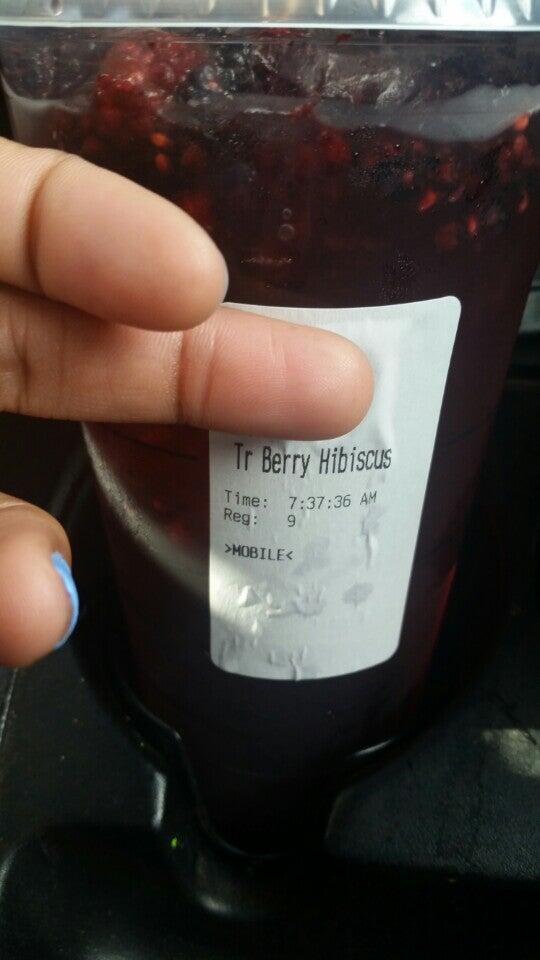 Tr Berry Hibiscus
Time: 7:37:36 AM
Reg: 9
>MOBILE<